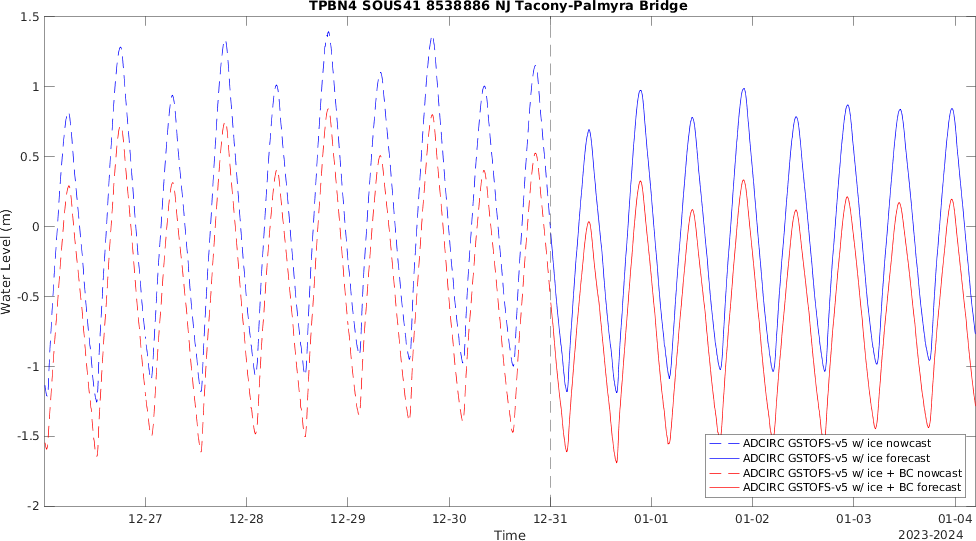 TPBN4 SOUS41 8538886 NJ Tacony-Palmyra Bridge
1.5
1
0.5
0
-0.5
-1
-1.5
-2
Water Level (m)
ADCIRC GSTOFS-v5 w/ ice nowcast
ADCIRC GSTOFS-v5 w/ ice forecast
ADCIRC GSTOFS-v5 w/ ice + BC nowcast
ADCIRC GSTOFS-v5 w/ ice + BC forecast
12-27 12-28 12-29 12-30 12-31 01-01 01-02 01-03 01-04
Time
2023-2024